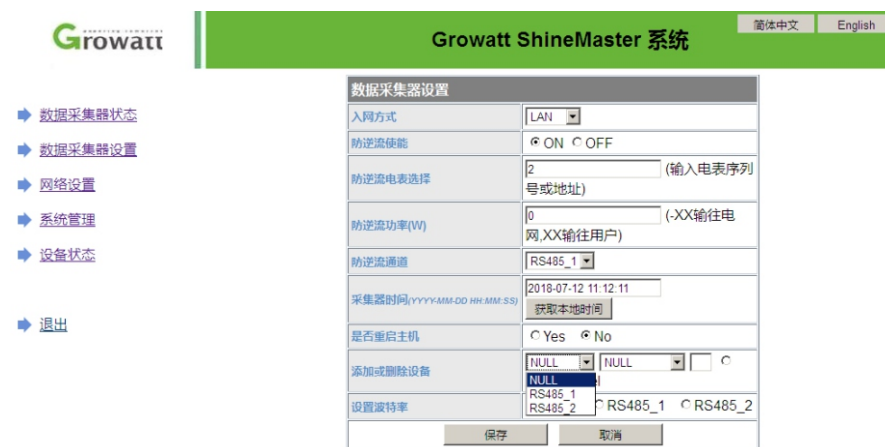 Growatt
Growatt ShineMaster 系统
简体中文 English
数据采集器状态
数据采集器设置
网络设置
系统管理
设备状态
退出
数据采集器设置
入网方式 LAN
防逆流使能 ON OFF
防逆流电表选择 2 (输入电表序列
号或地址)
防逆流功率(W) 0 (-XX输往电
网,XX输往用户)
防逆流通道 RS485_1
采集器时间(YYYY-MM-DD HH:MM:SS) 2018-07-12 11:12:11
获取本地时间
是否重启主机 Yes No
添加或删除设备 NULL NULL
NULL
RS485_1
RS485_2
设置波特率 RS485_1 RS485_2
保存 取消